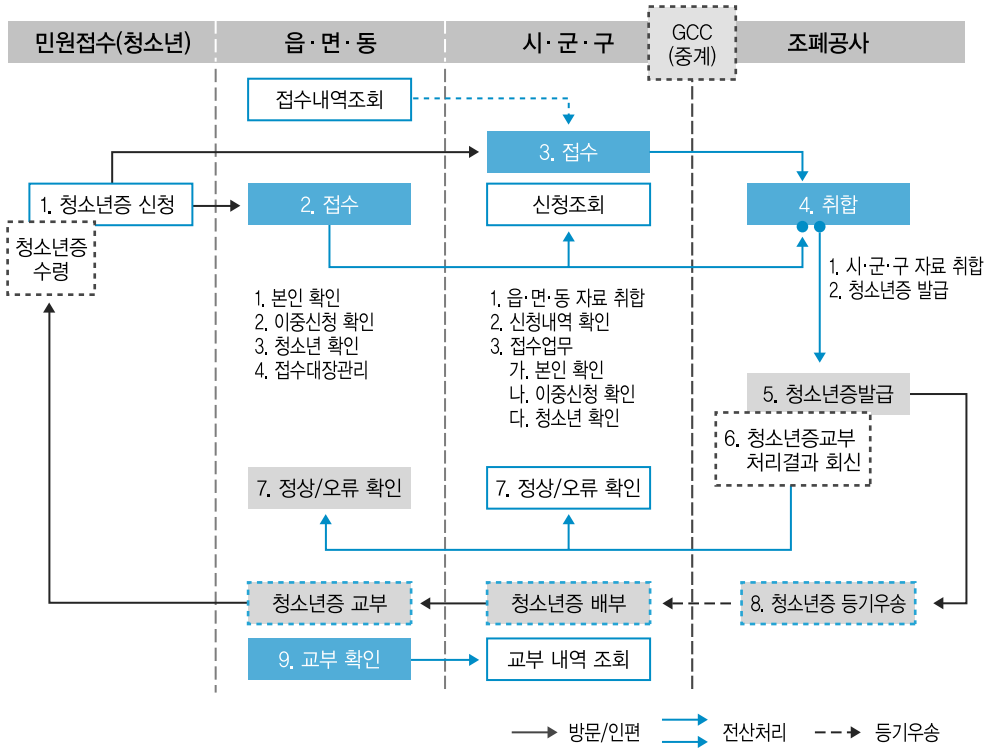 민원접수(청소년)
읍·면·동
시·군·구
GCC
(중계)
조폐공사
접수내역조회
3. 접수
1. 청소년증 신청
2. 접수
신청조회
4. 취합
청소년증
수령
1. 시·군·구 자료 취합
2. 청소년증 발급
1. 본인 확인
2. 이중신청 확인
3. 청소년 확인
4. 접수대장관리
1. 읍·면·동 자료 취합
2. 신청내역 확인
3. 접수업무
가. 본인 확인
나. 이중신청 확인
다. 청소년 확인
5. 청소년증발급
6. 청소년증교부
처리결과 회신
7. 정상/오류 확인
7. 정상/오류 확인
청소년증 교부
청소년증 배부
8. 청소년증 등기우송
9. 교부 확인
교부 내역 조회
방문/인편
전산처리
등기우송